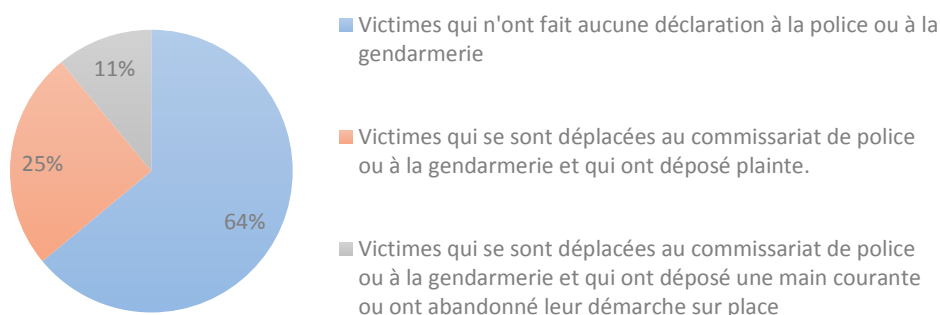 11%
25%
64%
Victimes qui n'ont fait aucune déclaration à la police ou à la
gendarmerie
Victimes qui se sont déplacées au commissariat de police
ou à la gendarmerie et qui ont déposé plainte.
Victimes qui se sont déplacées au commissariat de police
ou à la gendarmerie et qui ont déposé une main courante
ou ont abandonné leur démarche sur place